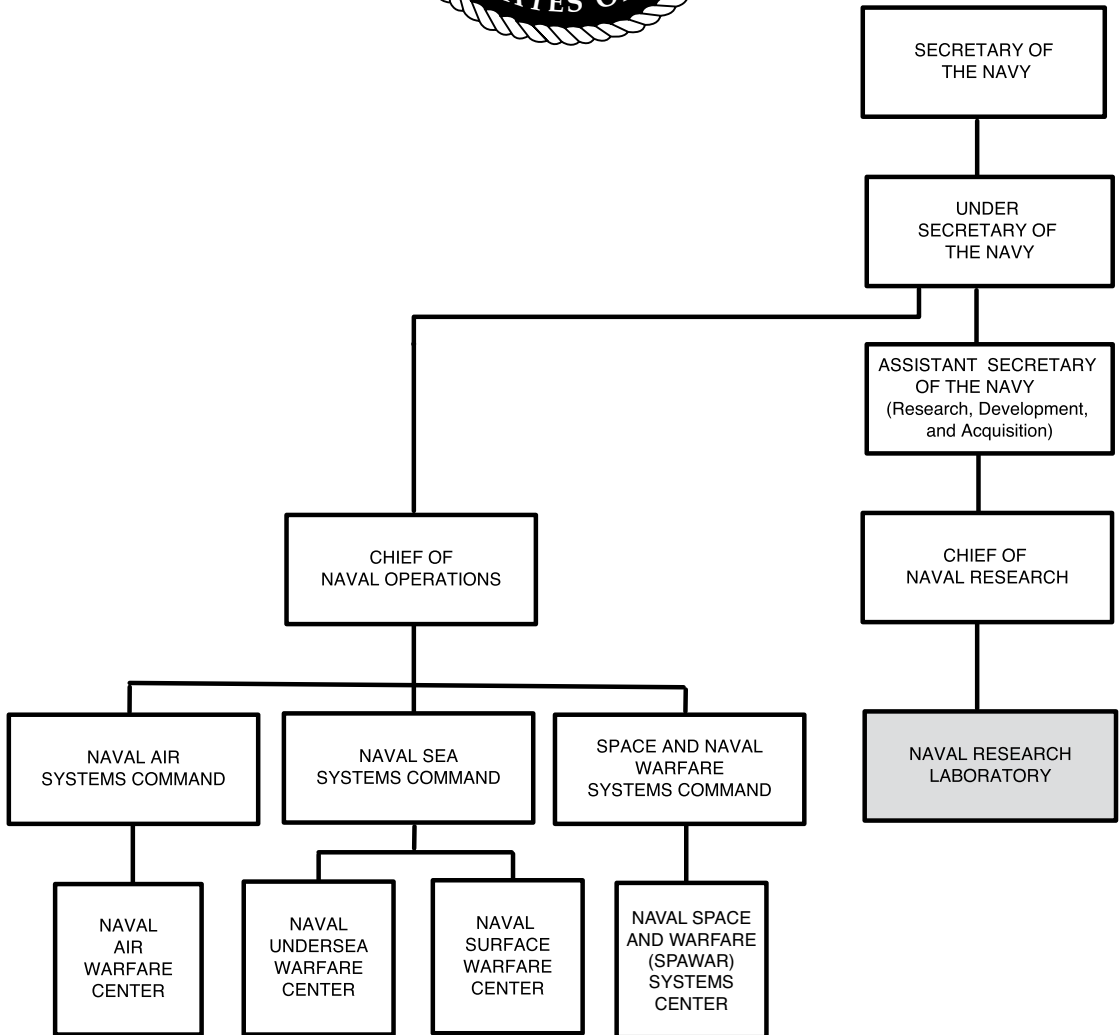 SECRETARY OF
THE NAVY
UNDER
SECRETARY OF
THE NAVY
ASSISTANT SECRETARY
OF THE NAVY
(Research, Development,
and Acquisition)
CHIEF OF
NAVAL OPERATIONS
CHIEF OF
NAVAL RESEARCH
NAVAL AIR
SYSTEMS COMMAND
NAVAL SEA
SYSTEMS COMMAND
SPACE AND NAVAL
WARFARE
SYSTEMS COMMAND
NAVAL RESEARCH
LABORATORY
NAVAL
AIR
WARFARE
CENTER
NAVAL
UNDERSEA
WARFARE
CENTER
NAVAL
SURFACE
WARFARE
CENTER
NAVAL SPACE
AND WARFARE
(SPAWAR)
SYSTEMS
CENTER